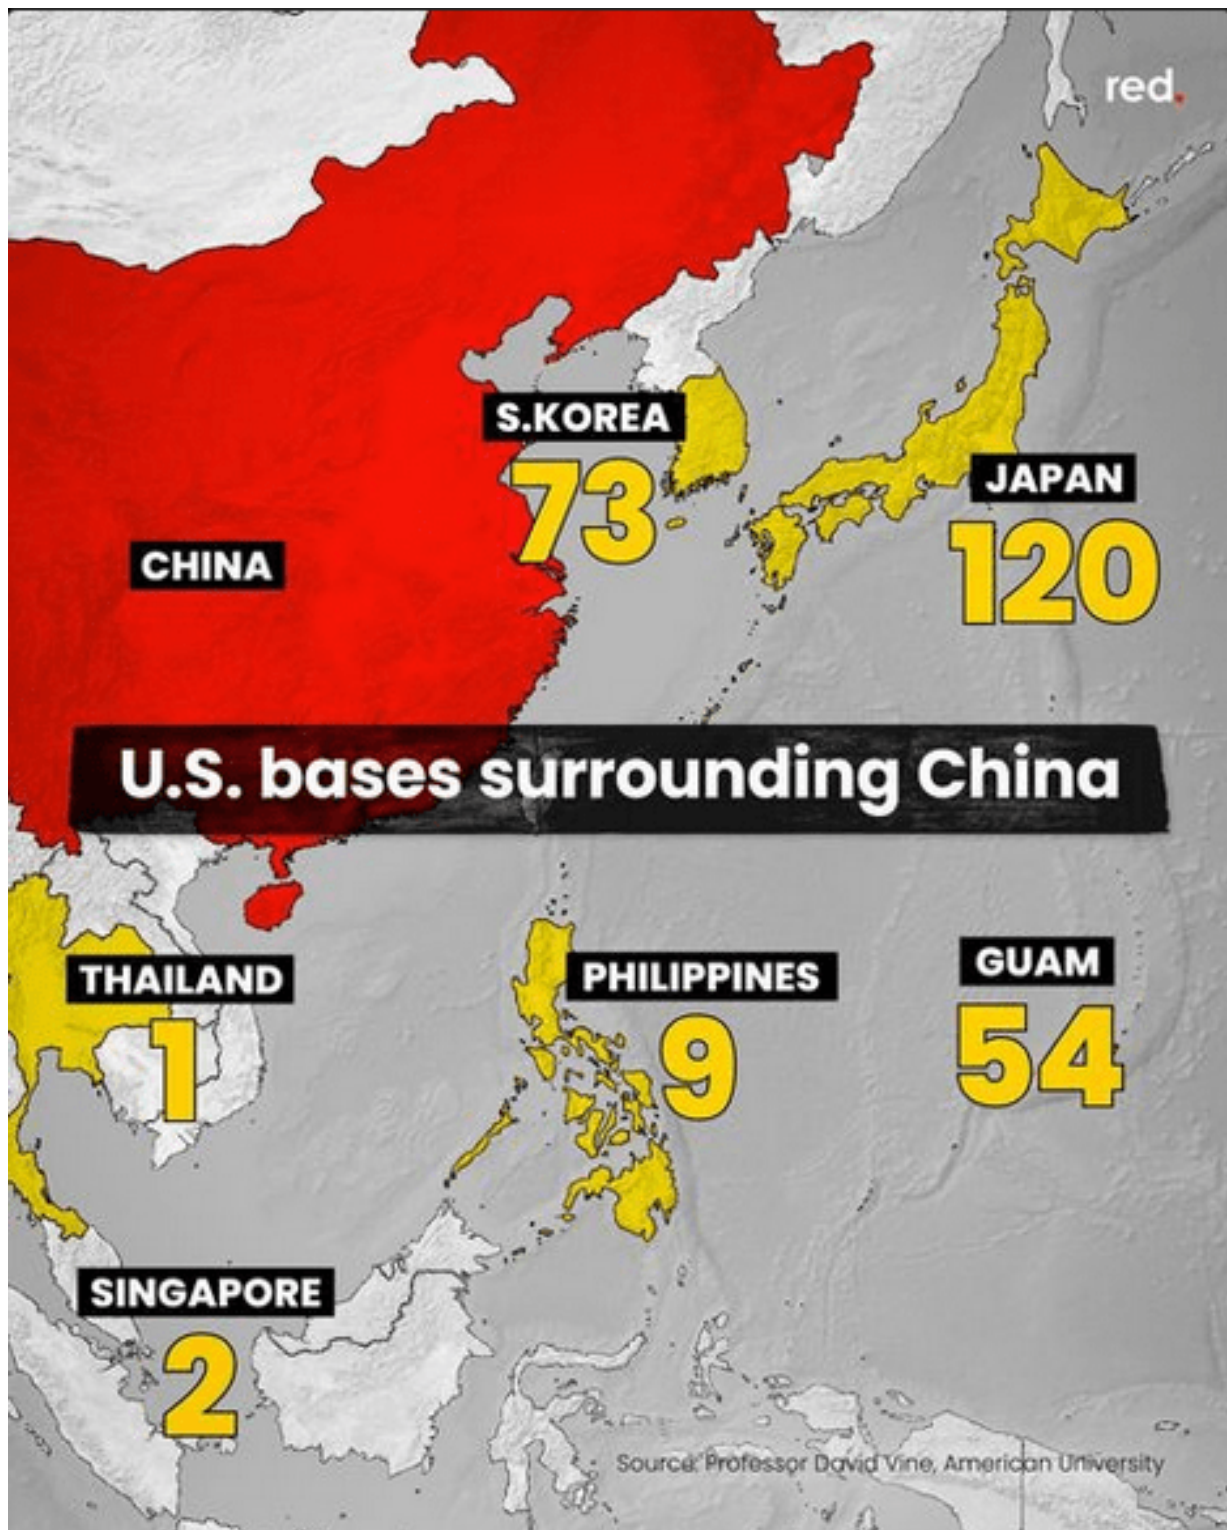 red.
S.KOREA
73
JAPAN
120
CHINA
U.S. bases surrounding China
THAILAND
1
PHILIPPINES
9
GUAM
54
SINGAPORE
2
Source: Professor David Vine, American University